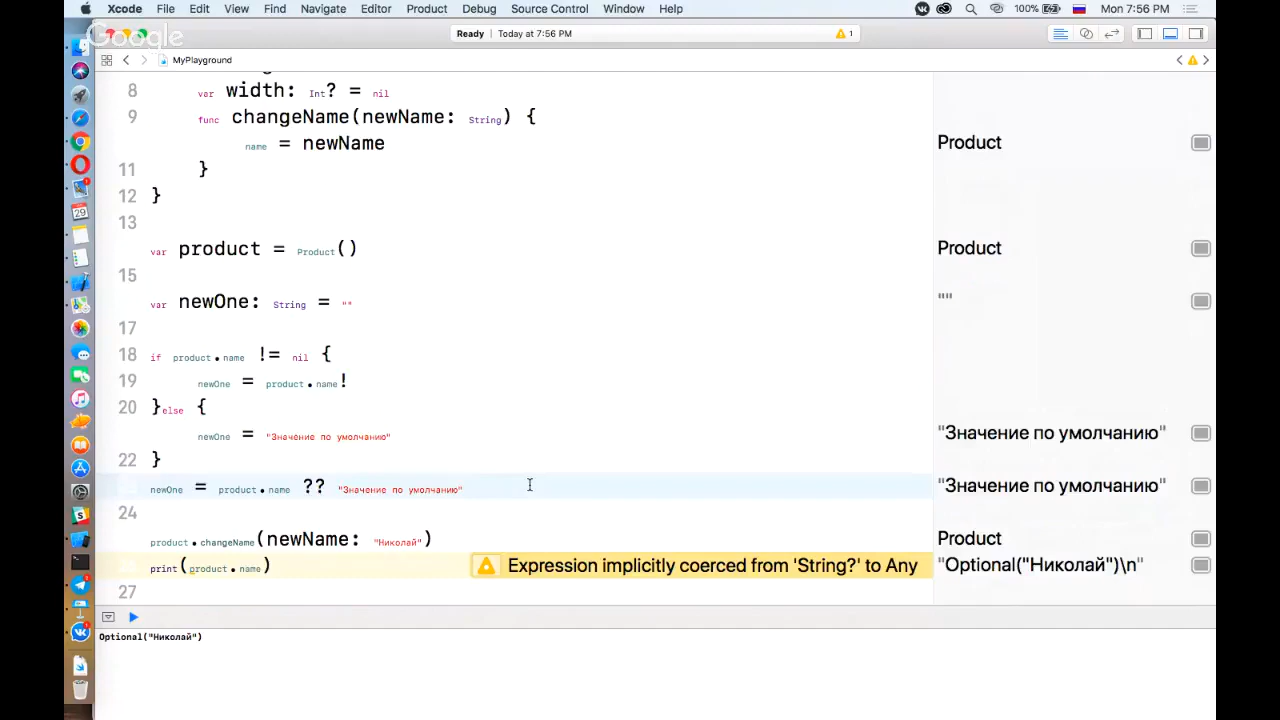 Xcode File Edit View Find Navigate Editor Product Debug Source Control Window Help 100% Mon 7:56 PM
Google
Ready | Today at 7:56 PM 1
MyPlayground
8 var width: Int? = nil
9 func changeName(newName: String) {
name = newName Product
11 }
12 }
13
var product = Product() Product
15
var newOne: String = "" ""
17
18 if product.name != nil {
19 newOne = product.name!
20 }else {
newOne = "Значение по умолчанию" "Значение по умолчанию"
22 }
newOne = product.name ?? "Значение по умолчанию" "Значение по умолчанию"
24
product.changeName(newName: "Николай") Product
print(product.name) Expression implicitly coerced from 'String?' to Any "Optional("Николай")\n"
27
Optional("Николай")